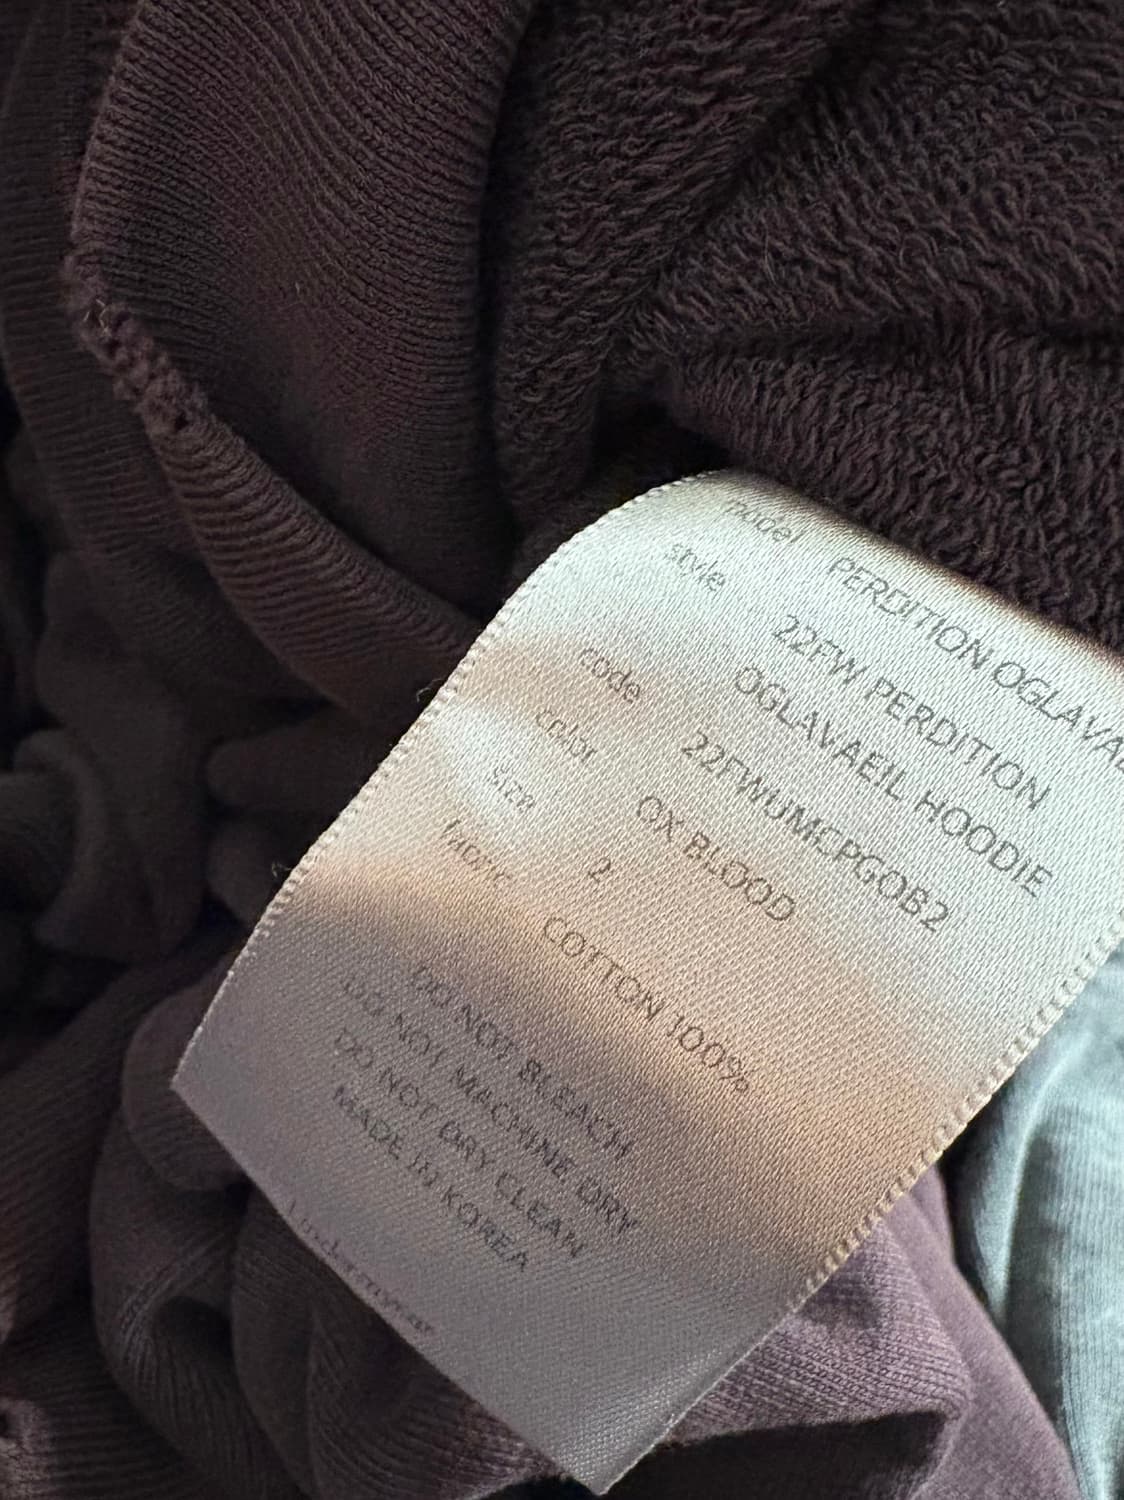 model PERDITION OGLAVAE
style 22FW PERDITION
OGLAVAEIL HOODIE
code 22FWUMCPGOB2
color OX BLOOD
size 2
COTTON 100%
DO NOT BLEACH
DO NOT MACHINE DRY
DO NOT DRY CLEAN
MADE IN KOREA